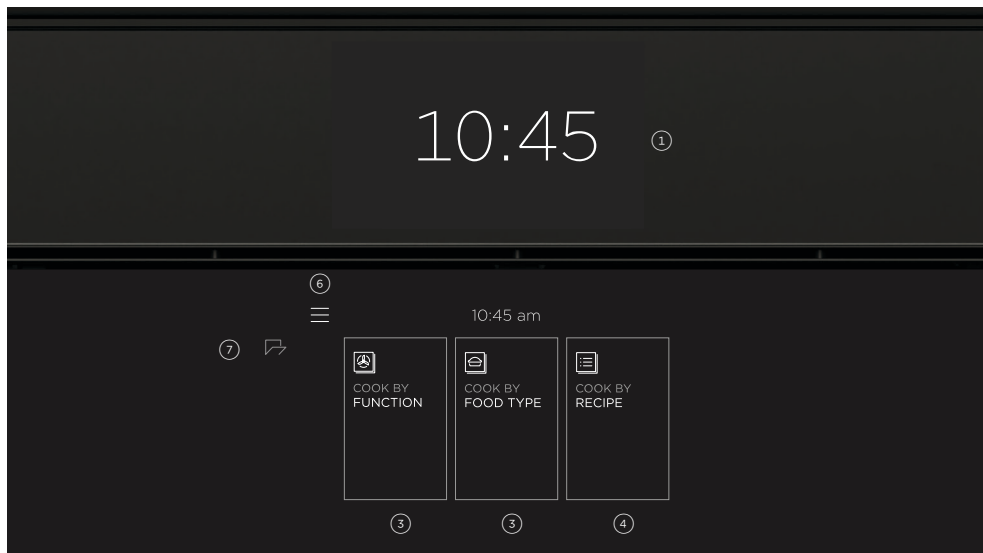 10:45
1
6
10:45 am
7
COOK BY
FUNCTION
COOK BY
FOOD TYPE
COOK BY
RECIPE
3
3
4